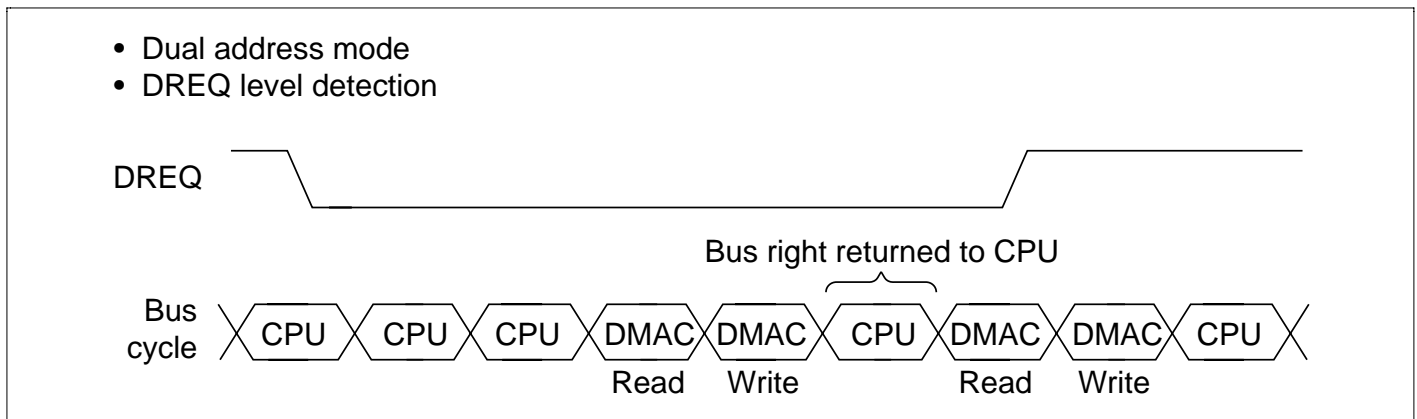 • Dual address mode
• DREQ level detection
DREQ
Bus right returned to CPU
Bus
cycle
CPU CPU CPU DMAC DMAC CPU DMAC DMAC CPU
Read Write Read Write